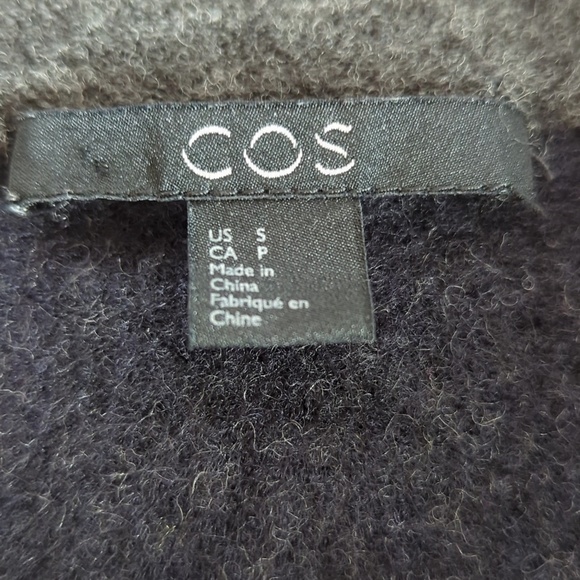 COS
US S
CA P
Made in
China
Fabriqué en
Chine